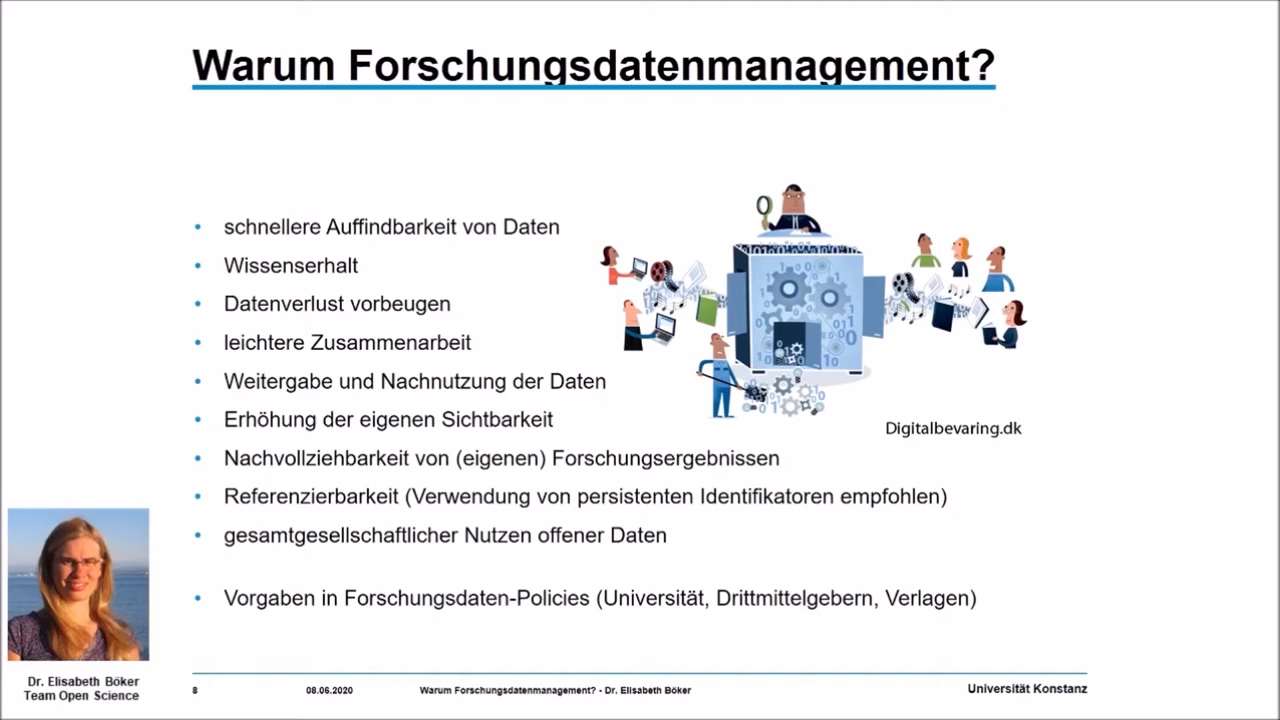 Warum Forschungsdatenmanagement?
• schnellere Auffindbarkeit von Daten
• Wissenserhalt
• Datenverlust vorbeugen
• leichtere Zusammenarbeit
• Weitergabe und Nachnutzung der Daten
• Erhöhung der eigenen Sichtbarkeit
Digitalbevaring.dk
• Nachvollziehbarkeit von (eigenen) Forschungsergebnissen
• Referenzierbarkeit (Verwendung von persistenten Identifikatoren empfohlen)
• gesamtgesellschaftlicher Nutzen offener Daten
• Vorgaben in Forschungsdaten-Policies (Universität, Drittmittelgebern, Verlagen)
Dr. Elisabeth Böker
Team Open Science
8 08.06.2020 Warum Forschungsdatenmanagement? - Dr. Elisabeth Böker Universität Konstanz